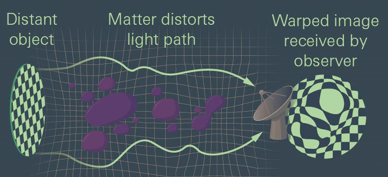 Distant
object
Matter distorts
light path
Warped image
received by
observer